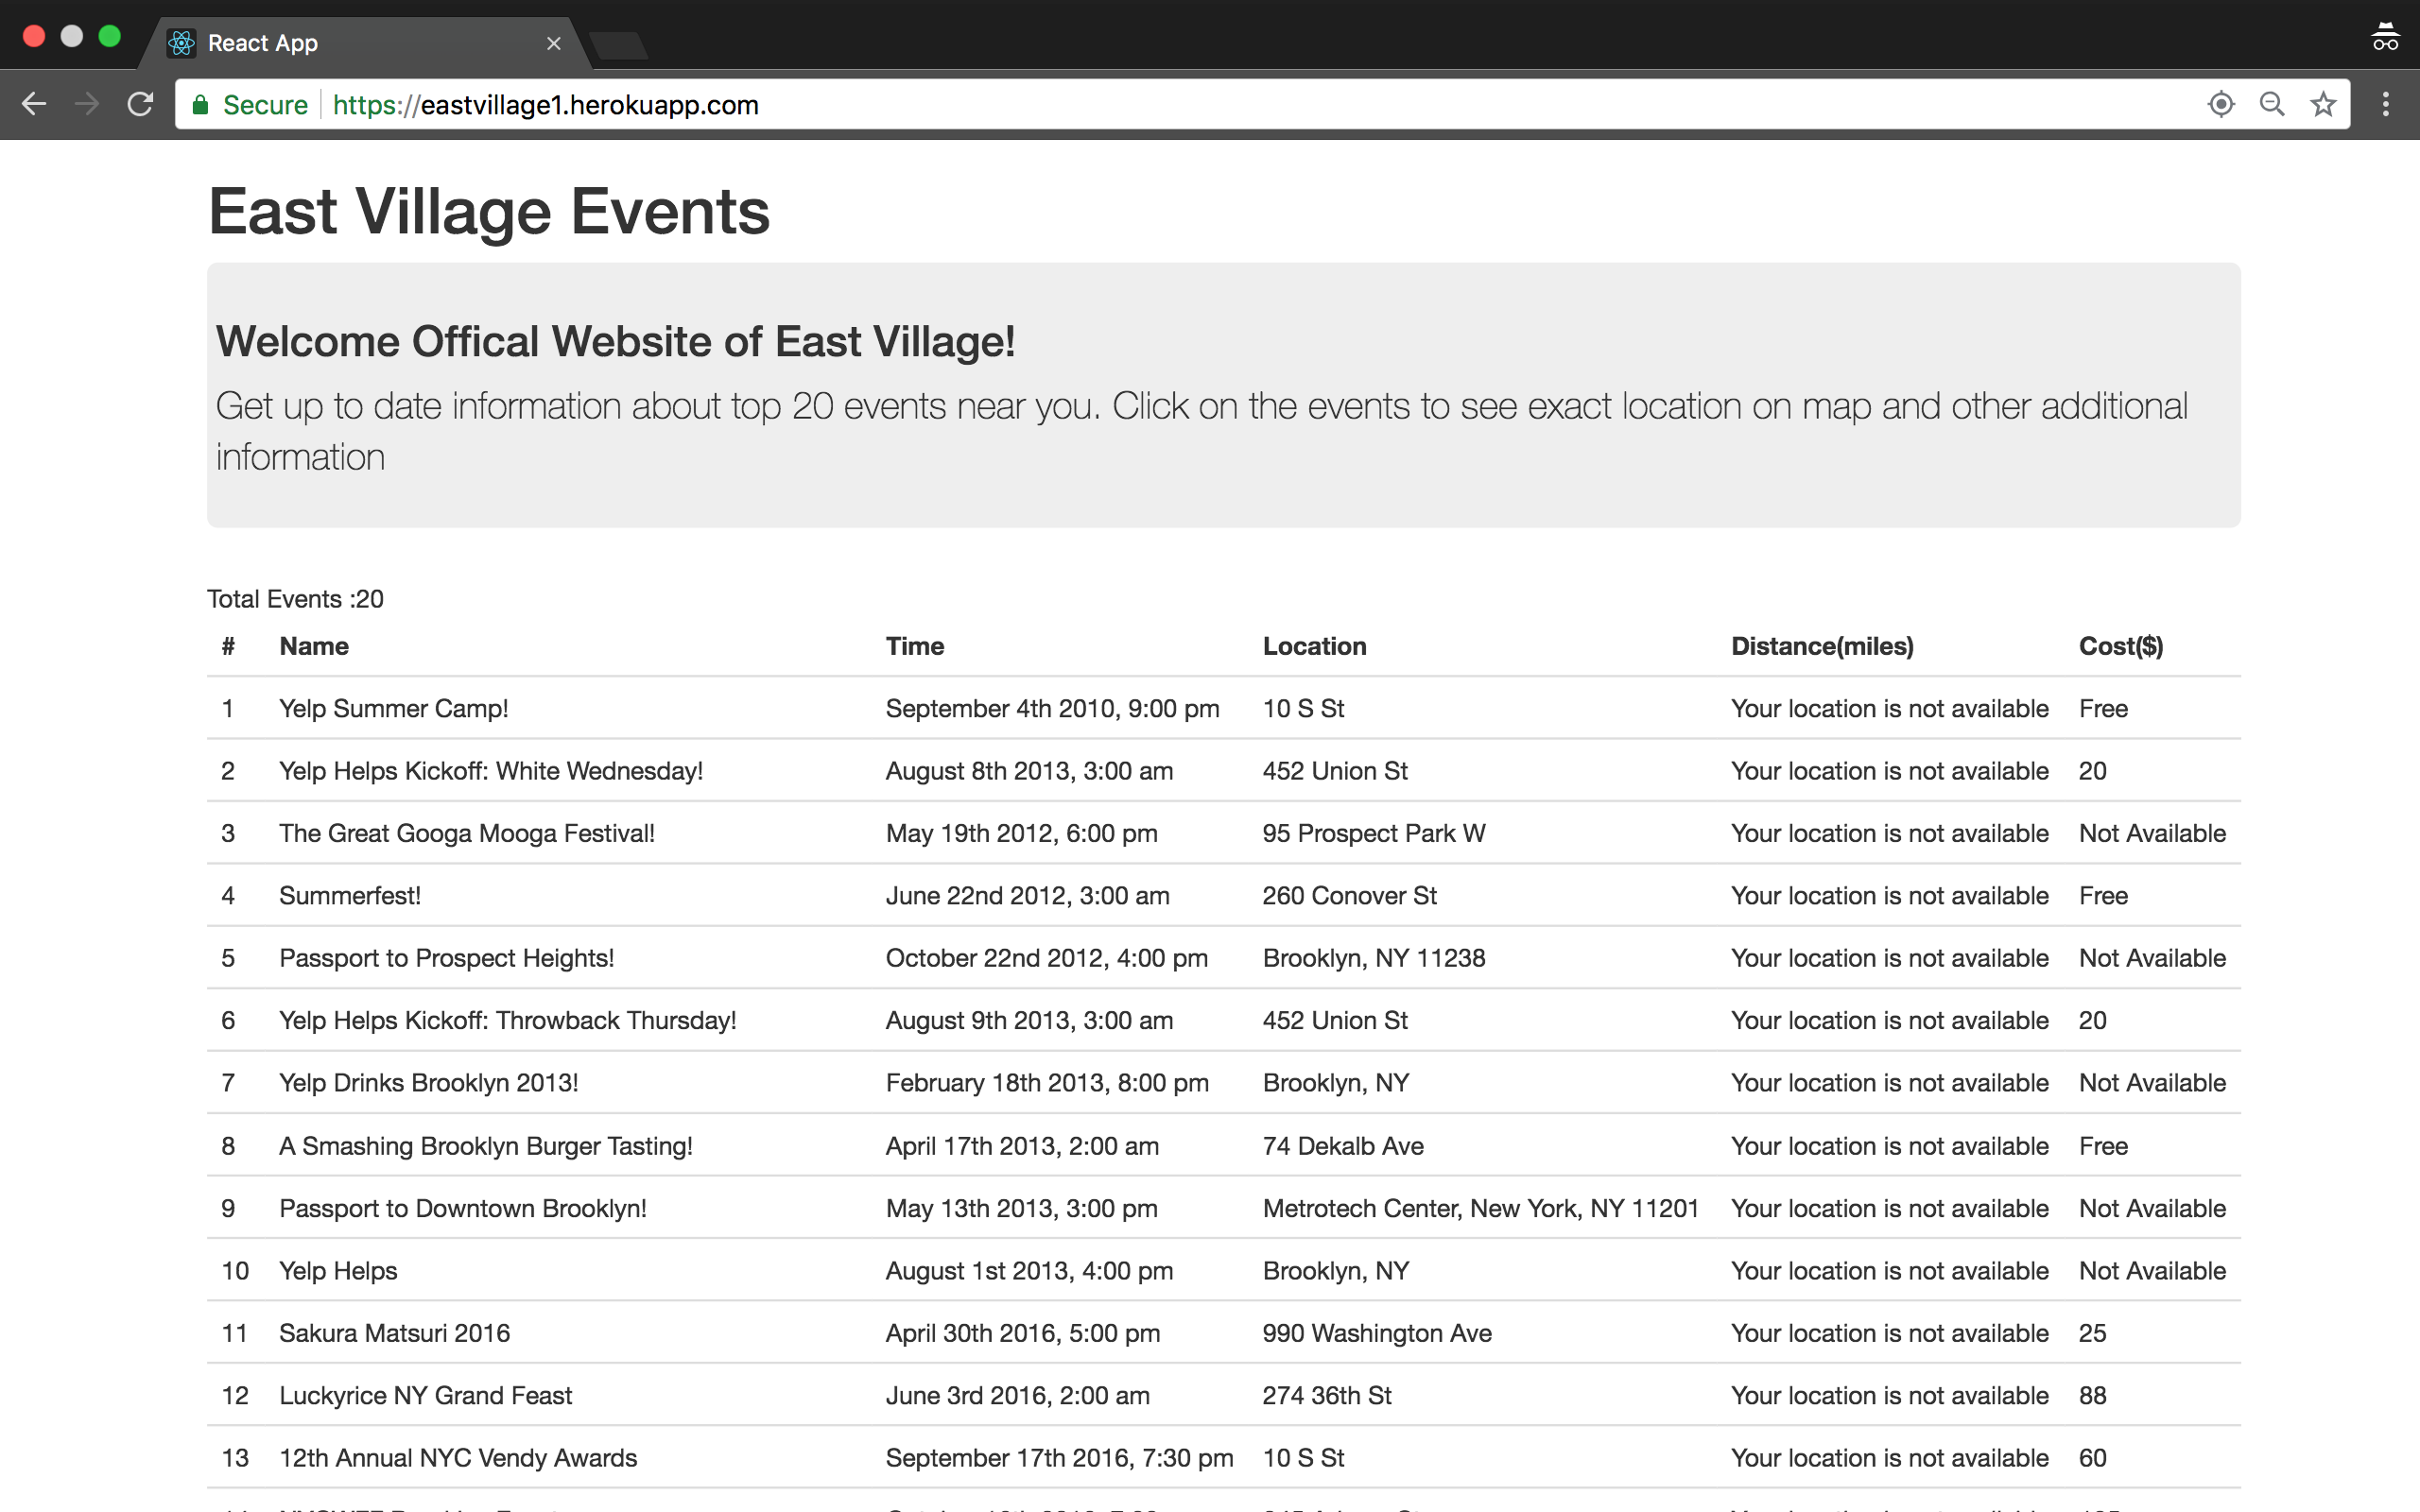 React App
Secure https://eastvillage1.herokuapp.com
East Village Events
Welcome Offical Website of East Village!
Get up to date information about top 20 events near you. Click on the events to see exact location on map and other additional
information
Total Events :20
# Name Time Location Distance(miles) Cost($)
1 Yelp Summer Camp! September 4th 2010, 9:00 pm 10 S St Your location is not available Free
2 Yelp Helps Kickoff: White Wednesday! August 8th 2013, 3:00 am 452 Union St Your location is not available 20
3 The Great Googa Mooga Festival! May 19th 2012, 6:00 pm 95 Prospect Park W Your location is not available Not Available
4 Summerfest! June 22nd 2012, 3:00 am 260 Conover St Your location is not available Free
5 Passport to Prospect Heights! October 22nd 2012, 4:00 pm Brooklyn, NY 11238 Your location is not available Not Available
6 Yelp Helps Kickoff: Throwback Thursday! August 9th 2013, 3:00 am 452 Union St Your location is not available 20
7 Yelp Drinks Brooklyn 2013! February 18th 2013, 8:00 pm Brooklyn, NY Your location is not available Not Available
8 A Smashing Brooklyn Burger Tasting! April 17th 2013, 2:00 am 74 Dekalb Ave Your location is not available Free
9 Passport to Downtown Brooklyn! May 13th 2013, 3:00 pm Metrotech Center, New York, NY 11201 Your location is not available Not Available
10 Yelp Helps August 1st 2013, 4:00 pm Brooklyn, NY Your location is not available Not Available
11 Sakura Matsuri 2016 April 30th 2016, 5:00 pm 990 Washington Ave Your location is not available 25
12 Luckyrice NY Grand Feast June 3rd 2016, 2:00 am 274 36th St Your location is not available 88
13 12th Annual NYC Vendy Awards September 17th 2016, 7:30 pm 10 S St Your location is not available 60